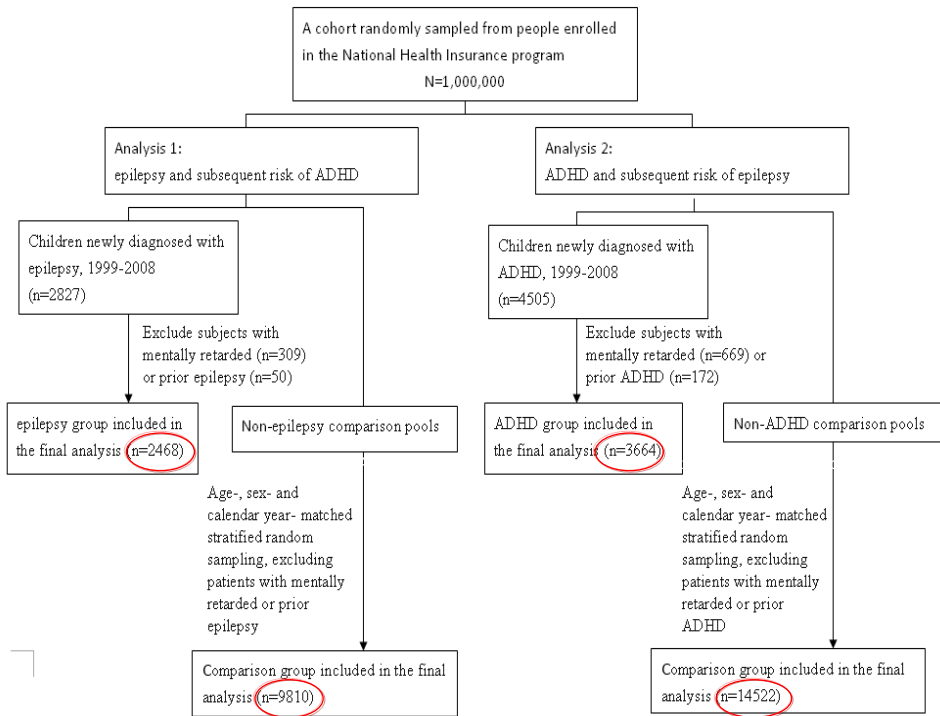 A cohort randomly sampled from people enrolled
in the National Health Insurance program
N=1,000,000
Analysis 1:
epilepsy and subsequent risk of ADHD
Analysis 2:
ADHD and subsequent risk of epilepsy
Children newly diagnosed with
epilepsy, 1999-2008
(n=2827)
Children newly diagnosed with
ADHD, 1999-2008
(n=4505)
Exclude subjects with
mentally retarded (n=309)
or prior epilepsy (n=50)
Exclude subjects with
mentally retarded (n=669) or
prior ADHD (n=172)
epilepsy group included in
the final analysis (n=2468)
Non-epilepsy comparison pools
ADHD group included in
the final analysis (n=3664)
Non-ADHD comparison pools
Age-, sex- and
calendar year- matched
stratified random
sampling, excluding
patients with mentally
retarded or prior
epilepsy
Age-, sex- and
calendar year- matched
stratified random
sampling, excluding
patients with mentally
retarded or prior
ADHD
Comparison group included in the final
analysis (n=9810)
Comparison group included in the final
analysis (n=14522)